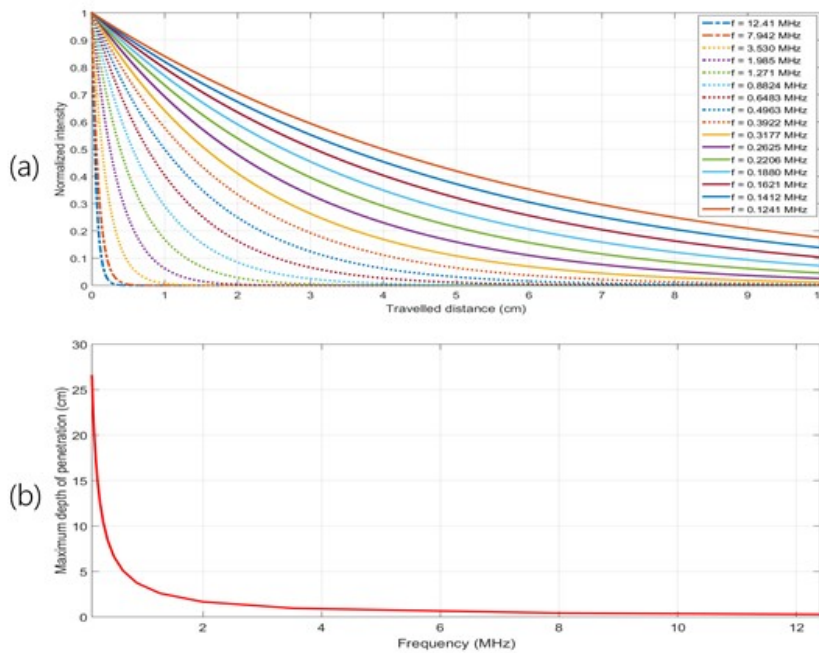 (a)
Normalized intensity
1
0.9
0.8
0.7
0.6
0.5
0.4
0.3
0.2
0.1
0
0 1 2 3 4 5 6 7 8 9 10
Travelled distance (cm)
f = 12.41 MHz
f = 7.942 MHz
f = 3.530 MHz
f = 1.985 MHz
f = 1.271 MHz
f = 0.8824 MHz
f = 0.6483 MHz
f = 0.4963 MHz
f = 0.3922 MHz
f = 0.3177 MHz
f = 0.2625 MHz
f = 0.2206 MHz
f = 0.1880 MHz
f = 0.1621 MHz
f = 0.1412 MHz
f = 0.1241 MHz
(b)
Maximum depth of penetration (cm)
30
25
20
15
10
5
0
2 4 6 8 10 12
Frequency (MHz)